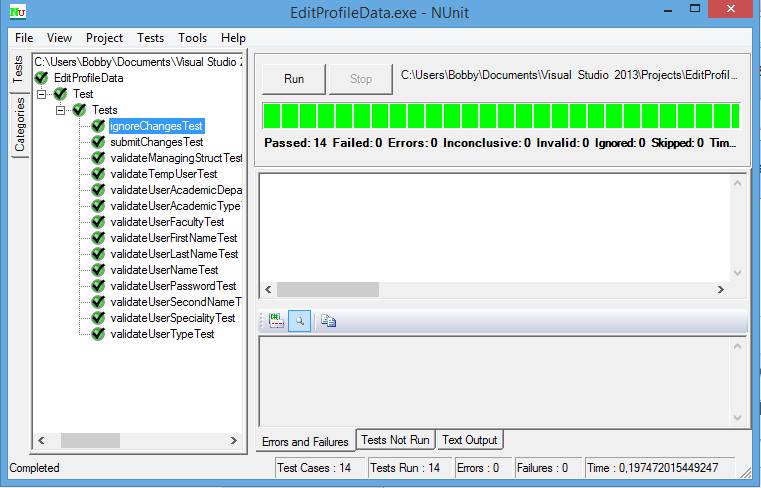 EditProfileData.exe - NUnit
File View Project Tests Tools Help
Tests
Categories
C:\Users\Bobby\Documents\Visual Studio 2
EditProfileData
Test
Tests
ignoreChangesTest
submitChangesTest
validateManagingStructTest
validateTempUserTest
validateUserAcademicDepa
validateUserAcademicType
validateUserFacultyTest
validateUserFirstNameTest
validateUserLastNameTest
validateUserNameTest
validateUserPasswordTest
validateUserSecondNameT
validateUserSpecialityTest
validateUserTypeTest
Run Stop C:\Users\Bobby\Documents\Visual Studio 2013\Projects\EditProfil...
Passed: 14 Failed: 0 Errors: 0 Inconclusive: 0 Invalid: 0 Ignored: 0 Skipped: 0 Tim...
Errors and Failures Tests Not Run Text Output
Completed Test Cases : 14 Tests Run : 14 Errors : 0 Failures : 0 Time : 0,197472015449247